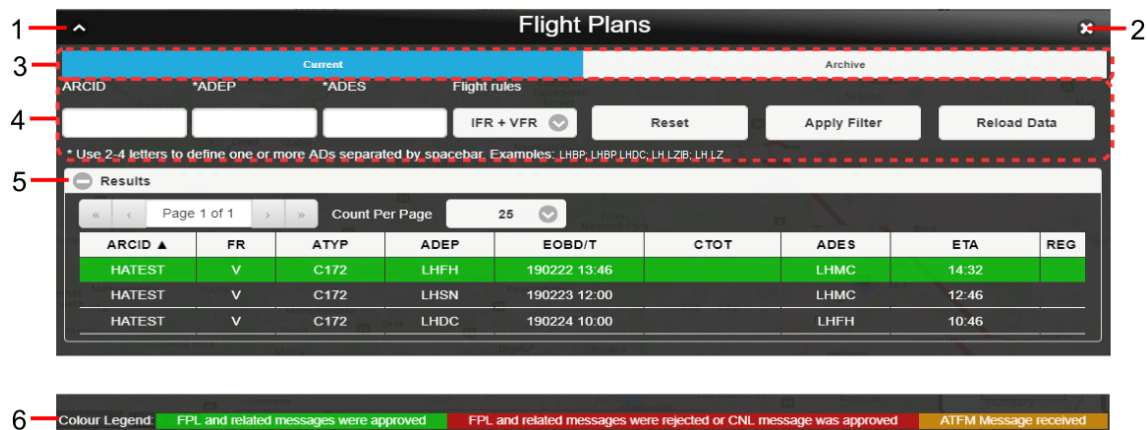 1 Flight Plans 2
3 Current Archive
ARCID *ADEP *ADES Flight rules
4 IFR + VFR Reset Apply Filter Reload Data
* Use 2-4 letters to define one or more ADs separated by spacebar. Examples: LHBP; LHBP LHDC; LH LZIB; LH LZ
5 Results
« ‹ Page 1 of 1 › » Count Per Page 25
ARCID ▲ FR ATYP ADEP EOBD/T CTOT ADES ETA REG
HATEST V C172 LHFH 190222 13:46 LHMC 14:32
HATEST V C172 LHSN 190223 12:00 LHMC 12:46
HATEST V C172 LHDC 190224 10:00 LHFH 10:46
6 Colour Legend: FPL and related messages were approved FPL and related messages were rejected or CNL message was approved ATFM Message received